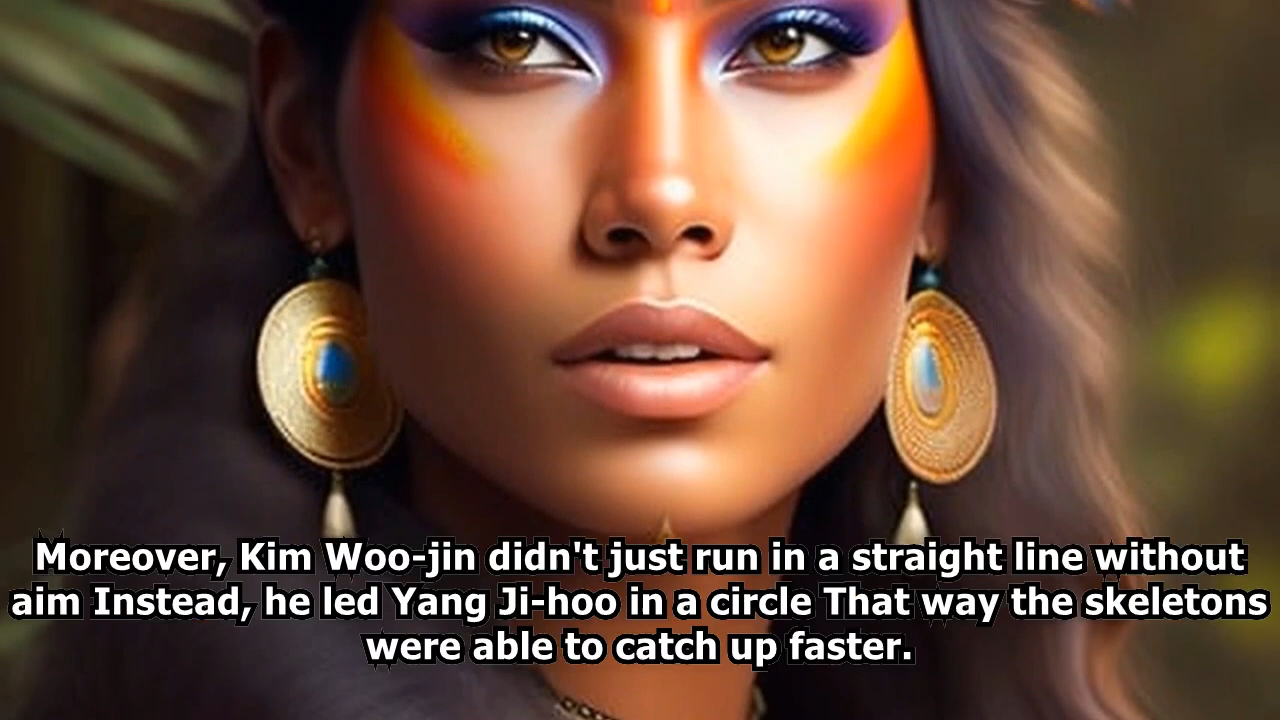 Moreover, Kim Woo-jin didn't just run in a straight line without
aim Instead, he led Yang Ji-hoo in a circle That way the skeletons
were able to catch up faster.